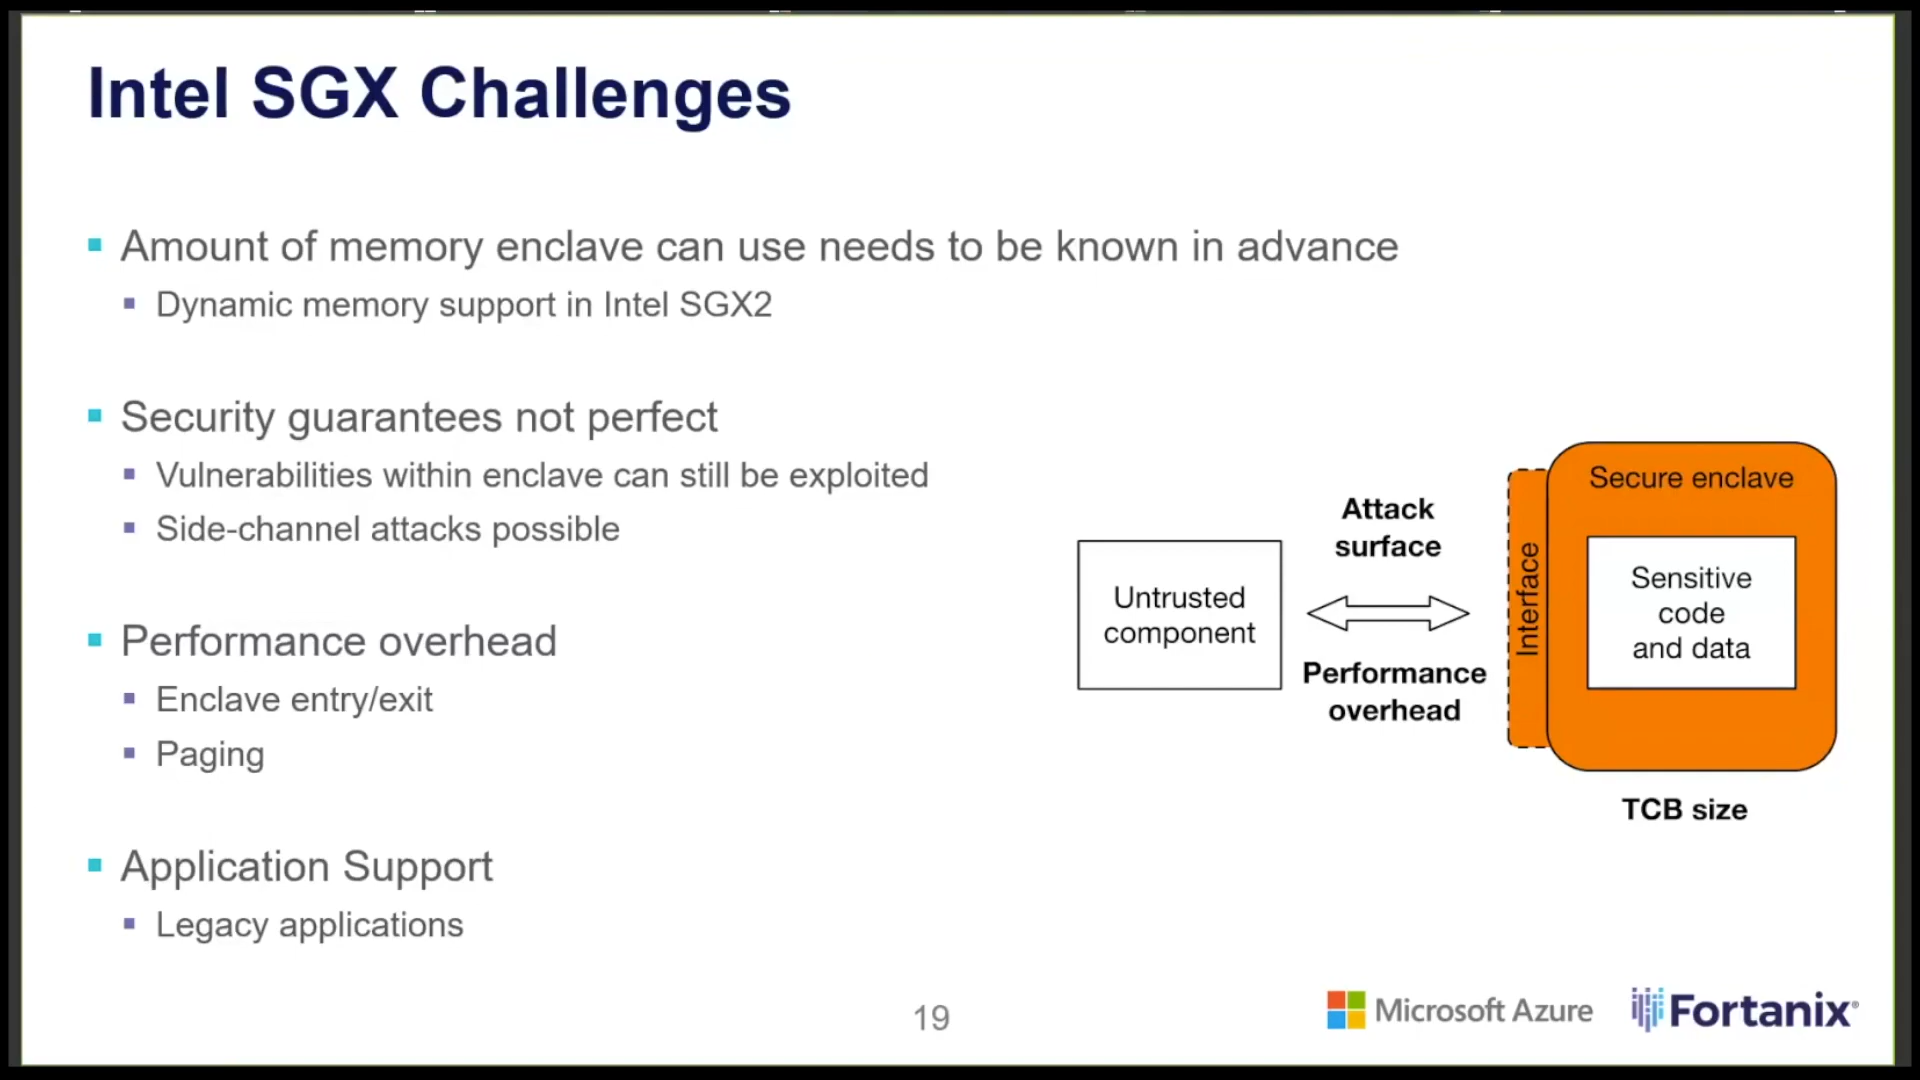 Intel SGX Challenges
Amount of memory enclave can use needs to be known in advance
Dynamic memory support in Intel SGX2
Security guarantees not perfect
Vulnerabilities within enclave can still be exploited
Side-channel attacks possible
Performance overhead
Enclave entry/exit
Paging
Application Support
Legacy applications
Untrusted
component
Attack
surface
Performance
overhead
Interface
Secure enclave
Sensitive
code
and data
TCB size
19
Microsoft Azure
Fortanix®